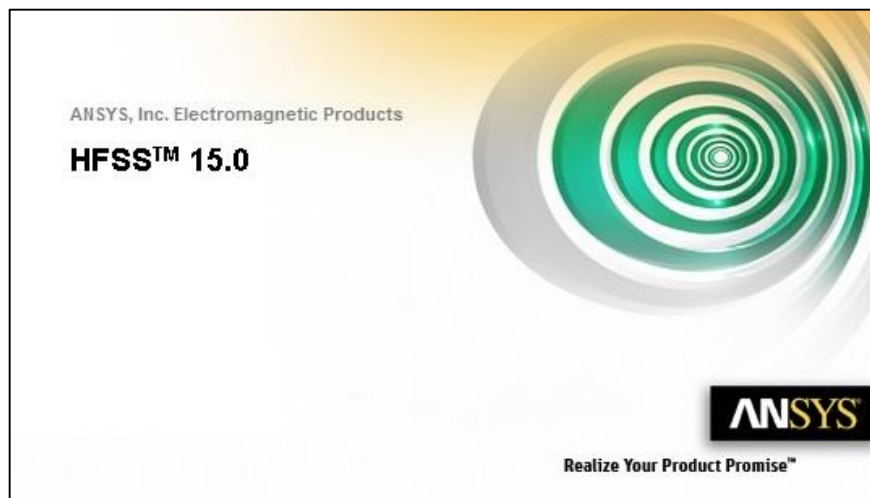 ANSYS, Inc. Electromagnetic Products
HFSS™ 15.0
ANSYS®
Realize Your Product Promise™